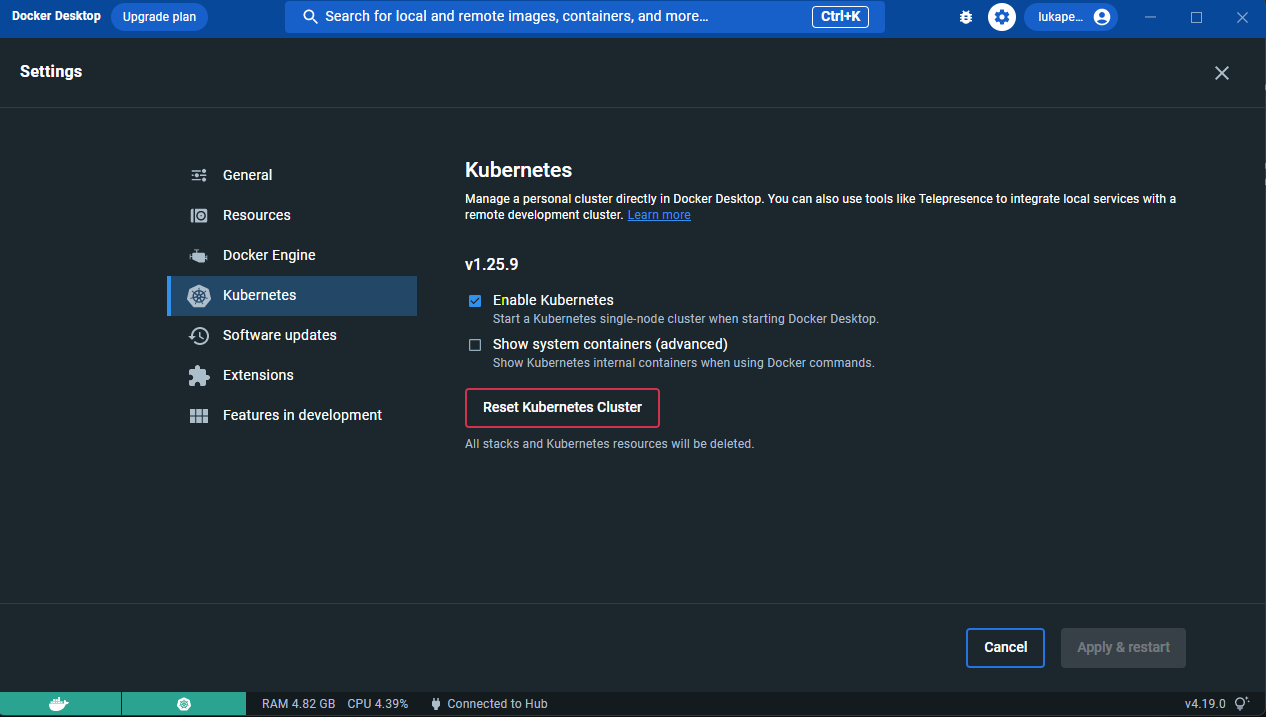 Docker Desktop
Upgrade plan
Search for local and remote images, containers, and more…
Ctrl+K
lukape…
Settings
General
Resources
Docker Engine
Kubernetes
Software updates
Extensions
Features in development
Kubernetes
Manage a personal cluster directly in Docker Desktop. You can also use tools like Telepresence to integrate local services with a
remote development cluster. Learn more
v1.25.9
Enable Kubernetes
Start a Kubernetes single-node cluster when starting Docker Desktop.
Show system containers (advanced)
Show Kubernetes internal containers when using Docker commands.
Reset Kubernetes Cluster
All stacks and Kubernetes resources will be deleted.
Cancel
Apply & restart
RAM 4.82 GB CPU 4.39% Connected to Hub
v4.19.0